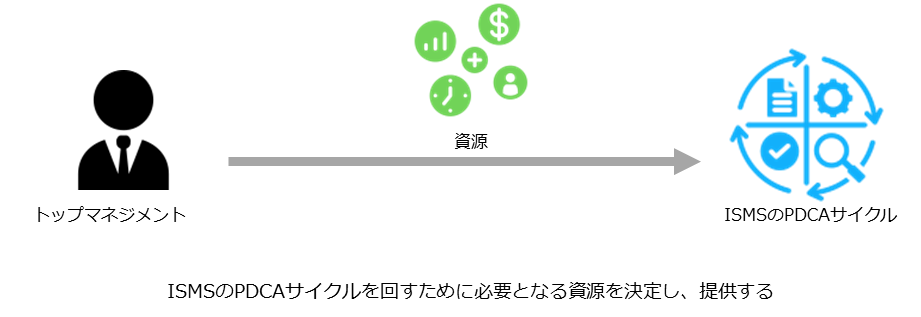 資源
トップマネジメント
ISMSのPDCAサイクル
ISMSのPDCAサイクルを回すために必要となる資源を決定し、提供する